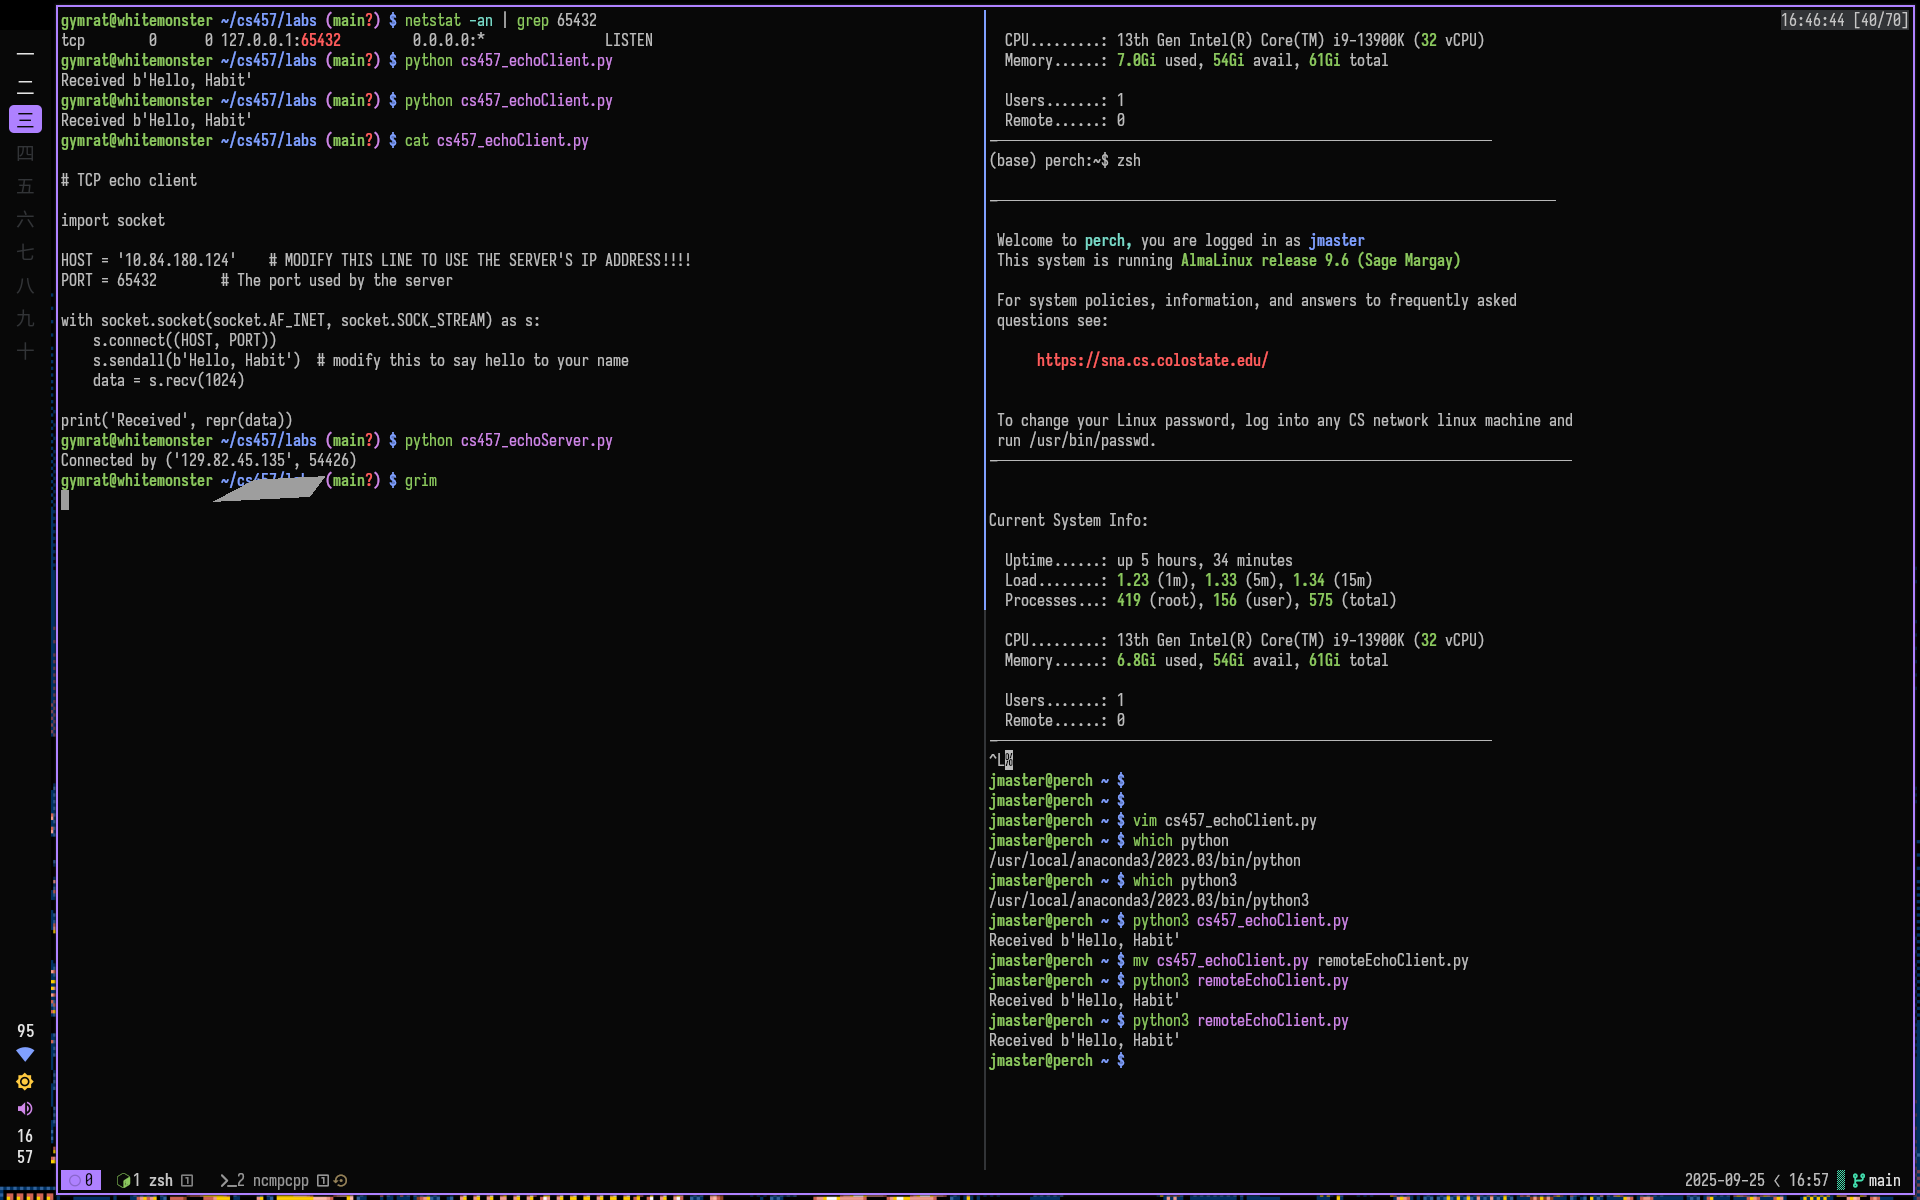 一
二
三
四
五
六
七
八
九
十
95
16
57
gymrat@whitemonster ~/cs457/labs (main?) $ netstat -an | grep 65432
tcp        0      0 127.0.0.1:65432         0.0.0.0:*               LISTEN
gymrat@whitemonster ~/cs457/labs (main?) $ python cs457_echoClient.py
Received b'Hello, Habit'
gymrat@whitemonster ~/cs457/labs (main?) $ python cs457_echoClient.py
Received b'Hello, Habit'
gymrat@whitemonster ~/cs457/labs (main?) $ cat cs457_echoClient.py
# TCP echo client
import socket
HOST = '10.84.180.124'    # MODIFY THIS LINE TO USE THE SERVER'S IP ADDRESS!!!!
PORT = 65432        # The port used by the server
with socket.socket(socket.AF_INET, socket.SOCK_STREAM) as s:
    s.connect((HOST, PORT))
    s.sendall(b'Hello, Habit')  # modify this to say hello to your name
    data = s.recv(1024)
print('Received', repr(data))
gymrat@whitemonster ~/cs457/labs (main?) $ python cs457_echoServer.py
Connected by ('129.82.45.135', 54426)
gymrat@whitemonster ~/cs457/labs (main?) $ grim
16:46:44 [40/70]
CPU.........: 13th Gen Intel(R) Core(TM) i9-13900K (32 vCPU)
Memory......: 7.0Gi used, 54Gi avail, 61Gi total
Users.......: 1
Remote......: 0
(base) perch:~$ zsh
Welcome to perch, you are logged in as jmaster
This system is running AlmaLinux release 9.6 (Sage Margay)
For system policies, information, and answers to frequently asked
questions see:
https://sna.cs.colostate.edu/
To change your Linux password, log into any CS network linux machine and
run /usr/bin/passwd.
Current System Info:
Uptime......: up 5 hours, 34 minutes
Load........: 1.23 (1m), 1.33 (5m), 1.34 (15m)
Processes...: 419 (root), 156 (user), 575 (total)
CPU.........: 13th Gen Intel(R) Core(TM) i9-13900K (32 vCPU)
Memory......: 6.8Gi used, 54Gi avail, 61Gi total
Users.......: 1
Remote......: 0
^L%
jmaster@perch ~ $
jmaster@perch ~ $
jmaster@perch ~ $ vim cs457_echoClient.py
jmaster@perch ~ $ which python
/usr/local/anaconda3/2023.03/bin/python
jmaster@perch ~ $ which python3
/usr/local/anaconda3/2023.03/bin/python3
jmaster@perch ~ $ python3 cs457_echoClient.py
Received b'Hello, Habit'
jmaster@perch ~ $ mv cs457_echoClient.py remoteEchoClient.py
jmaster@perch ~ $ python3 remoteEchoClient.py
Received b'Hello, Habit'
jmaster@perch ~ $ python3 remoteEchoClient.py
Received b'Hello, Habit'
jmaster@perch ~ $
0 1 zsh 1 2 ncmpcpp 1
2025-09-25 < 16:57 main